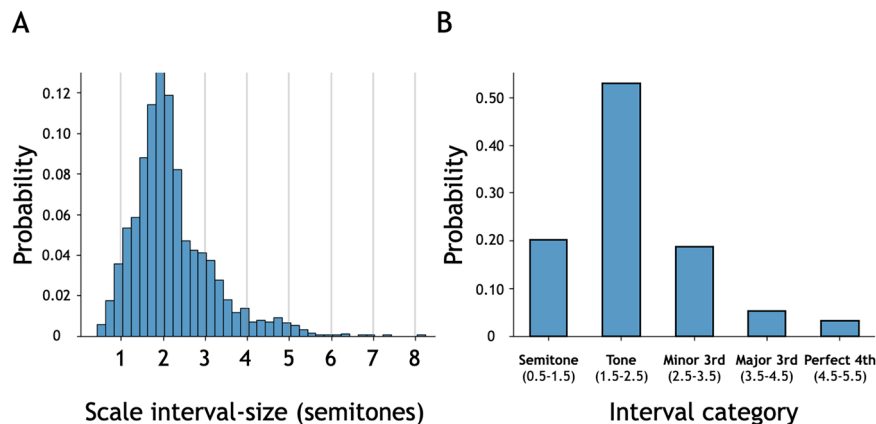 A
Probability
0.12
0.10
0.08
0.06
0.04
0.02
0
1 2 3 4 5 6 7 8
Scale interval-size (semitones)
B
Probability
0.50
0.40
0.30
0.20
0.10
0
Semitone Tone Minor 3rd Major 3rd Perfect 4th
(0.5-1.5) (1.5-2.5) (2.5-3.5) (3.5-4.5) (4.5-5.5)
Interval category